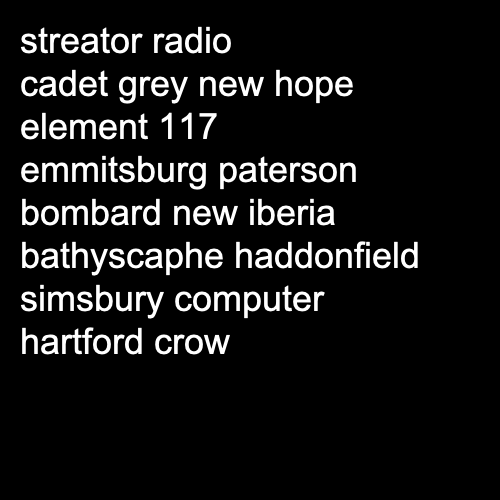 streator radio
cadet grey new hope
element 117
emmitsburg paterson
bombard new iberia
bathyscaphe haddonfield
simsbury computer
hartford crow